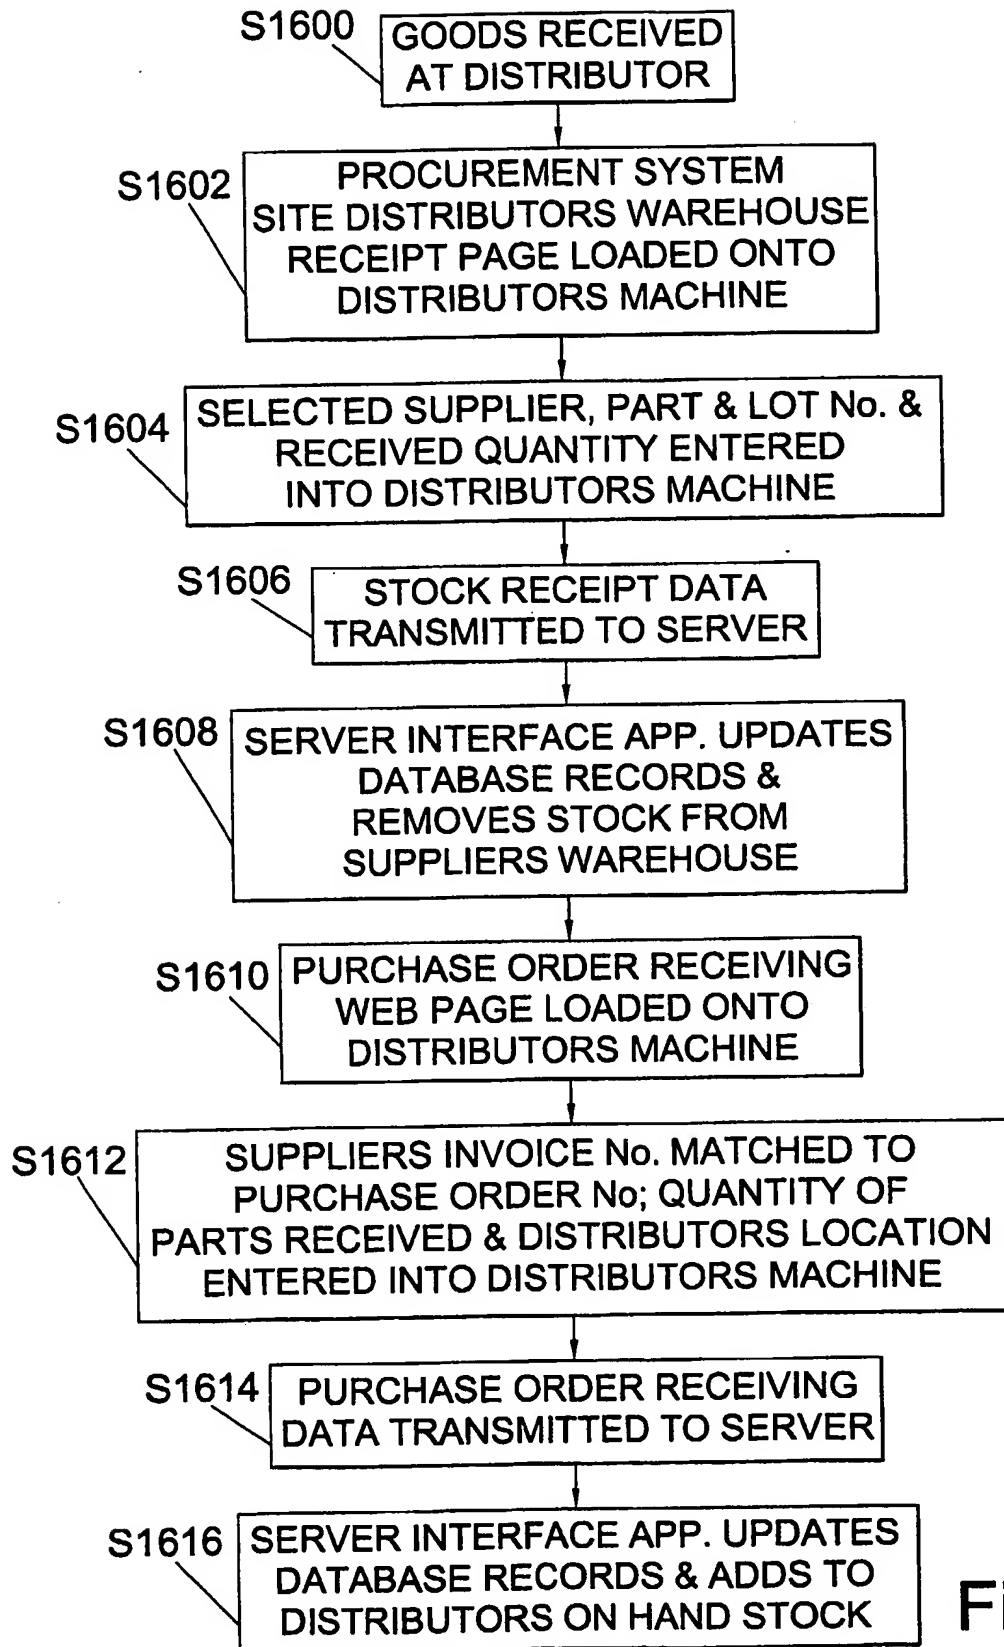 S1600
GOODS RECEIVED
AT DISTRIBUTOR
S1602
PROCUREMENT SYSTEM
SITE DISTRIBUTORS WAREHOUSE
RECEIPT PAGE LOADED ONTO
DISTRIBUTORS MACHINE
S1604
SELECTED SUPPLIER, PART & LOT No. &
RECEIVED QUANTITY ENTERED
INTO DISTRIBUTORS MACHINE
S1606
STOCK RECEIPT DATA
TRANSMITTED TO SERVER
S1608
SERVER INTERFACE APP. UPDATES
DATABASE RECORDS &
REMOVES STOCK FROM
SUPPLIERS WAREHOUSE
S1610
PURCHASE ORDER RECEIVING
WEB PAGE LOADED ONTO
DISTRIBUTORS MACHINE
S1612
SUPPLIERS INVOICE No. MATCHED TO
PURCHASE ORDER No; QUANTITY OF
PARTS RECEIVED & DISTRIBUTORS LOCATION
ENTERED INTO DISTRIBUTORS MACHINE
S1614
PURCHASE ORDER RECEIVING
DATA TRANSMITTED TO SERVER
S1616
SERVER INTERFACE APP. UPDATES
DATABASE RECORDS & ADDS TO
DISTRIBUTORS ON HAND STOCK